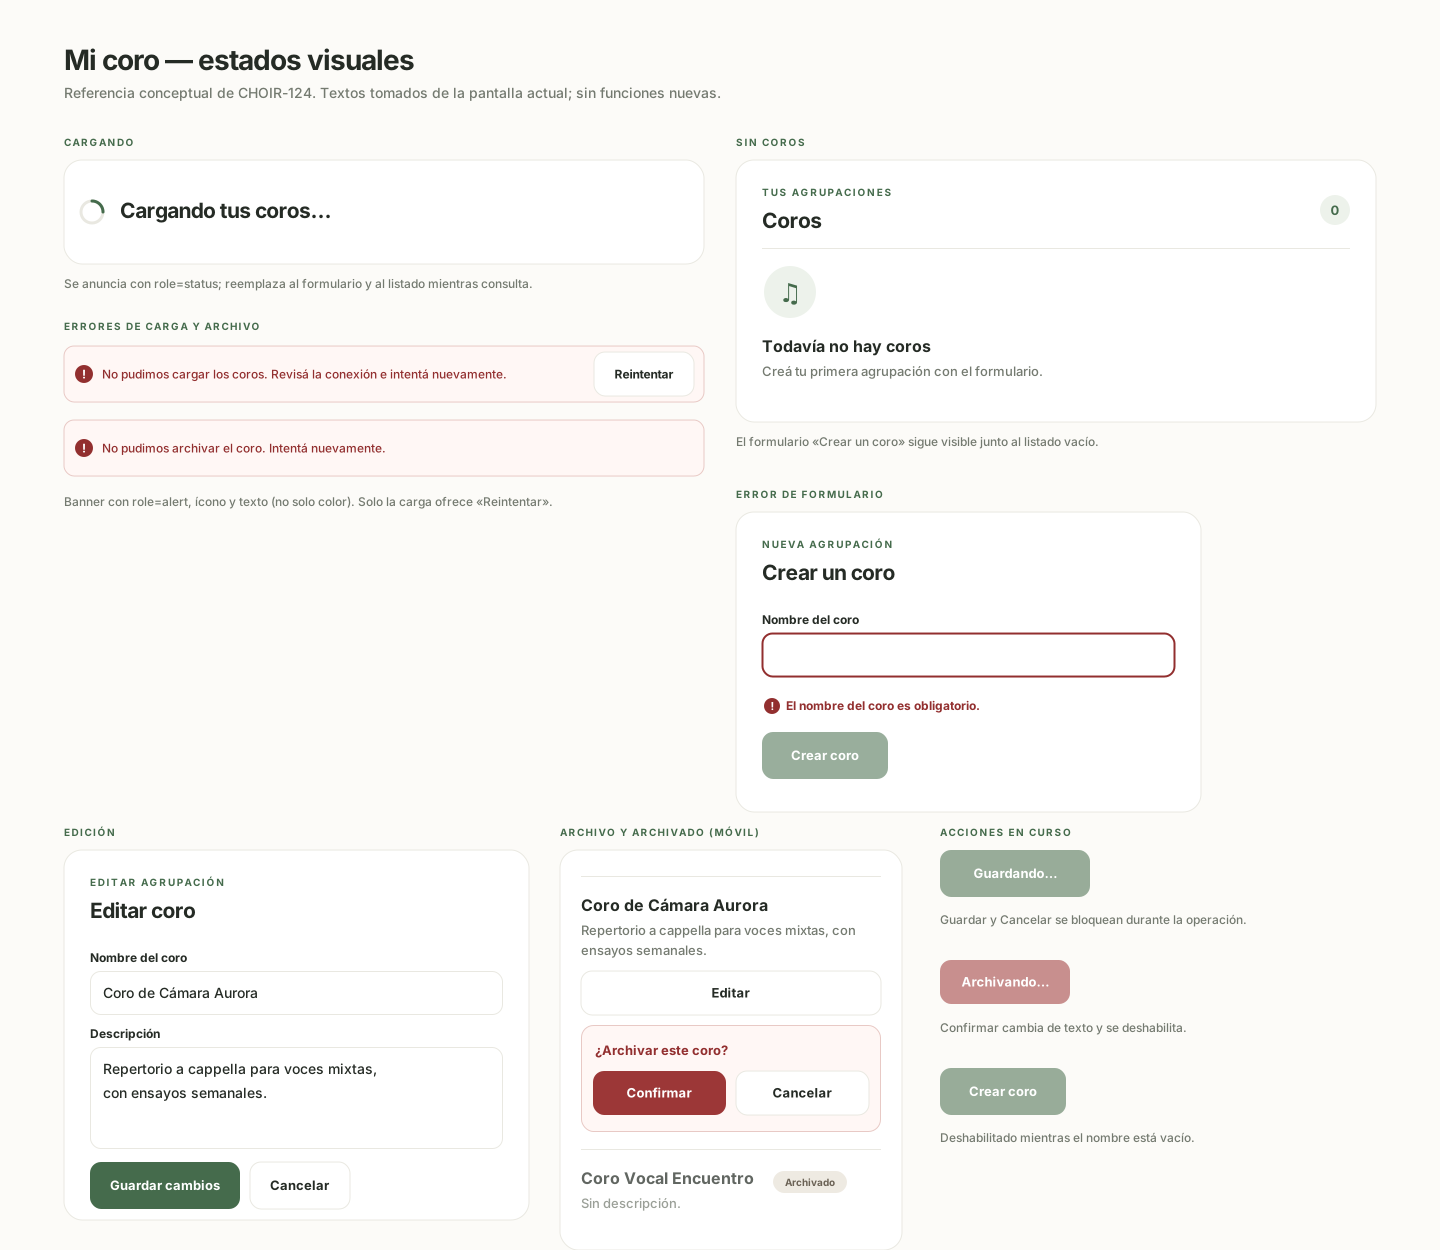 Mi coro — estados visuales
Referencia conceptual de CHOIR-124. Textos tomados de la pantalla actual; sin funciones nuevas.
CARGANDO
Cargando tus coros...
Se anuncia con role=status; reemplaza al formulario y al listado mientras consulta.
ERRORES DE CARGA Y ARCHIVO
! No pudimos cargar los coros. Revisá la conexión e intentá nuevamente.
Reintentar
! No pudimos archivar el coro. Intentá nuevamente.
Banner con role=alert, ícono y texto (no solo color). Solo la carga ofrece «Reintentar».
SIN COROS
TUS AGRUPACIONES
Coros
0
♫
Todavía no hay coros
Creá tu primera agrupación con el formulario.
El formulario «Crear un coro» sigue visible junto al listado vacío.
ERROR DE FORMULARIO
NUEVA AGRUPACIÓN
Crear un coro
Nombre del coro
! El nombre del coro es obligatorio.
Crear coro
EDICIÓN
EDITAR AGRUPACIÓN
Editar coro
Nombre del coro
Coro de Cámara Aurora
Descripción
Repertorio a cappella para voces mixtas,
con ensayos semanales.
Guardar cambios
Cancelar
ARCHIVO Y ARCHIVADO (MÓVIL)
Coro de Cámara Aurora
Repertorio a cappella para voces mixtas, con
ensayos semanales.
Editar
¿Archivar este coro?
Confirmar
Cancelar
Coro Vocal Encuentro
Archivado
Sin descripción.
ACCIONES EN CURSO
Guardando...
Guardar y Cancelar se bloquean durante la operación.
Archivando...
Confirmar cambia de texto y se deshabilita.
Crear coro
Deshabilitado mientras el nombre está vacío.